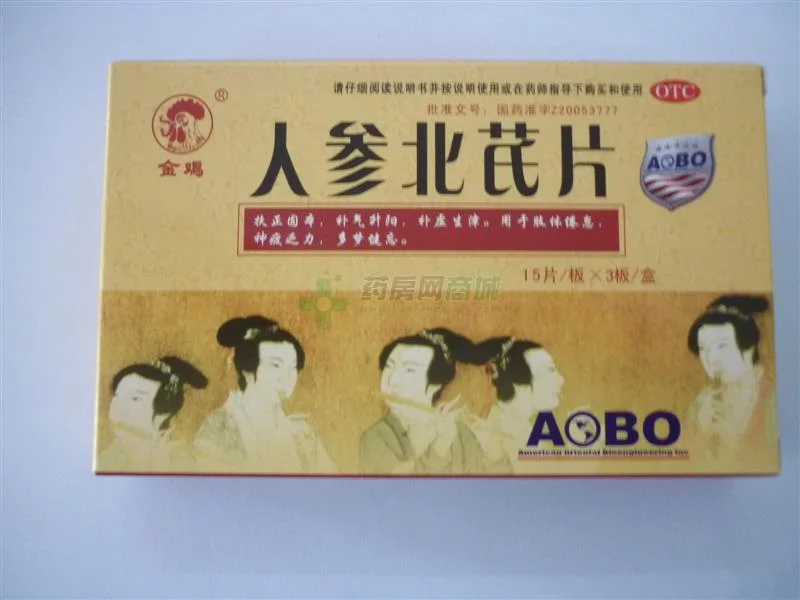 请仔细阅读说明书并按说明使用或在药师指导下购买和使用 OTC
批准文号：国药准字Z20053777
®
金鸡
人参北芪片
AOBO
扶正固本，补气升阳，补虚生津。用于肢体倦怠，
神疲乏力，多梦健忘。
15片/板×3板/盒
药房网商城
AOBO
American Oriental Bioengineering Inc